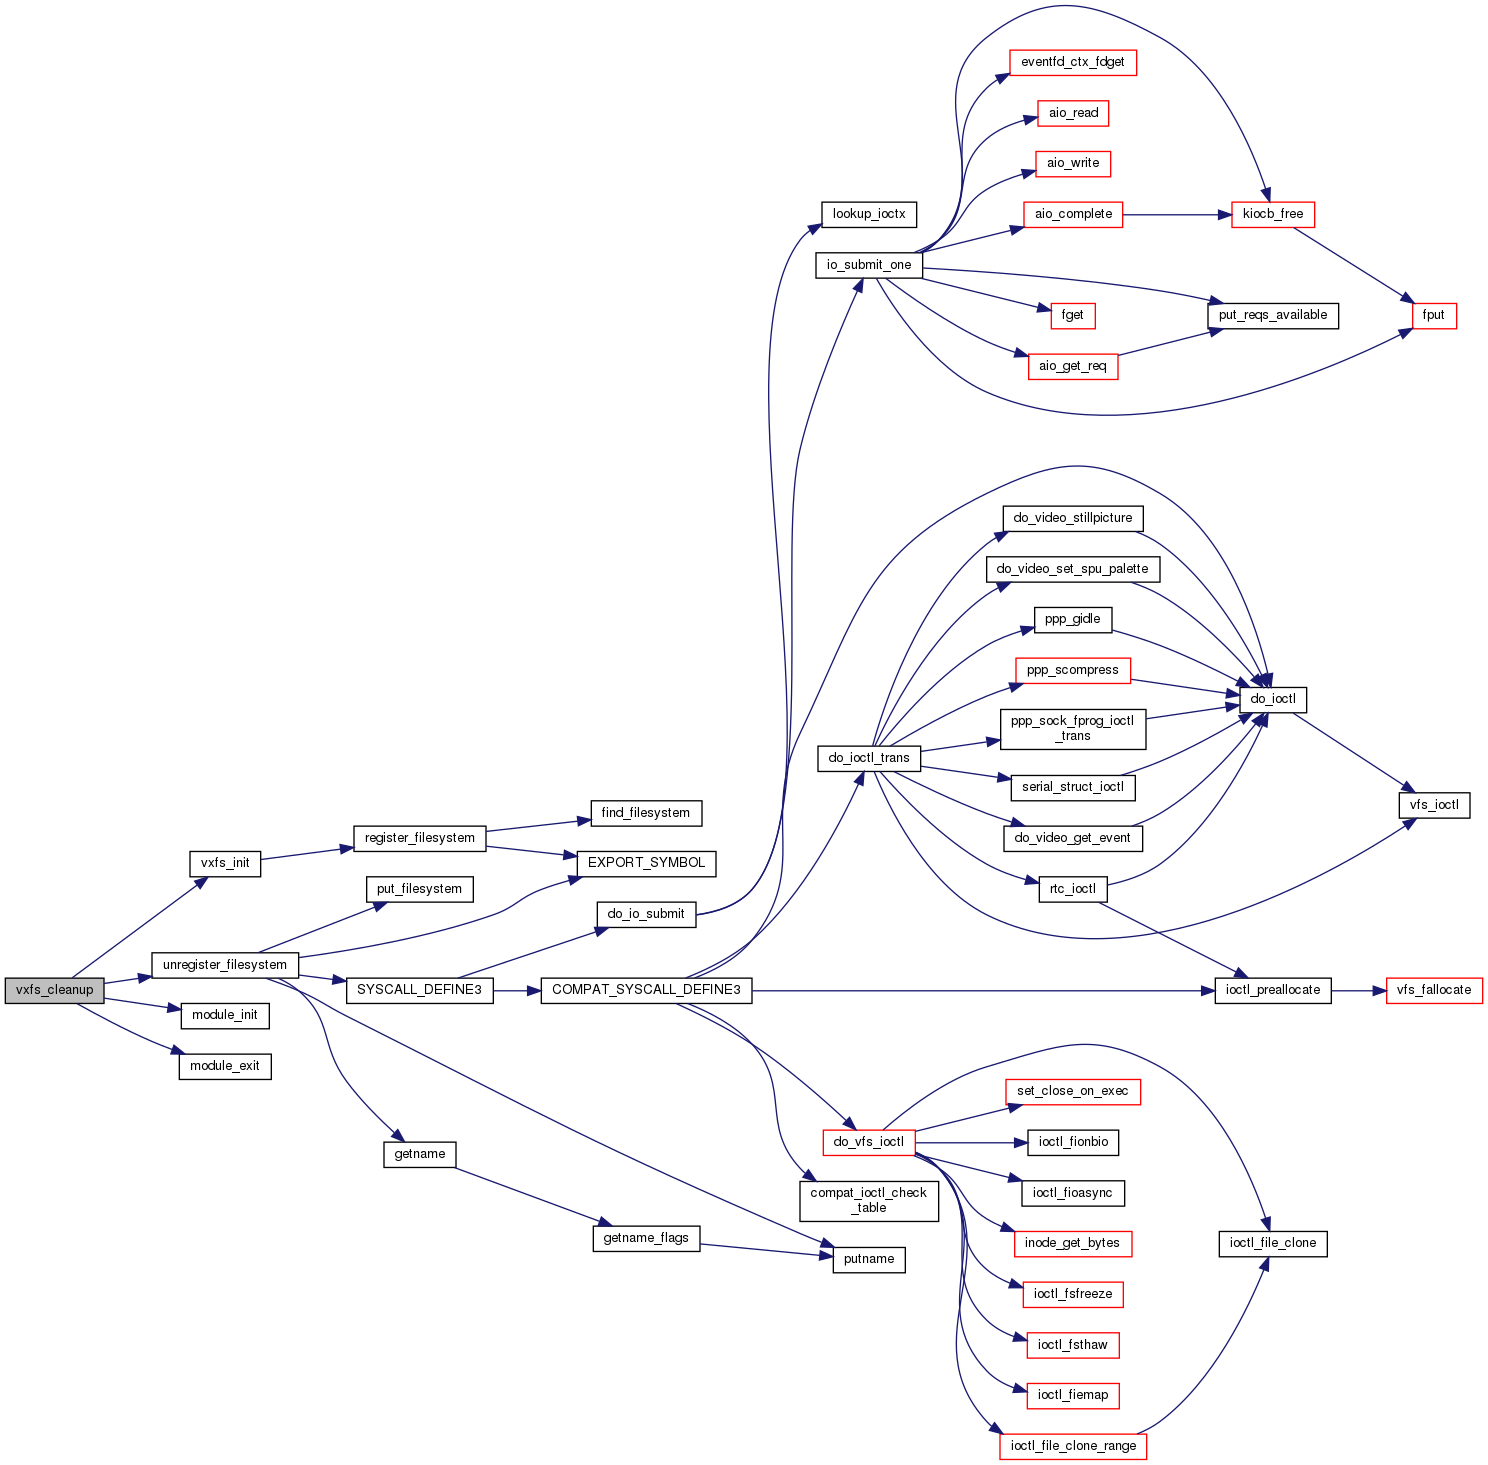 eventfd_ctx_fdget
aio_read
aio_write
lookup_ioctx
aio_complete
kiocb_free
io_submit_one
fget
put_reqs_available
fput
aio_get_req
do_video_stillpicture
do_video_set_spu_palette
ppp_gidle
ppp_scompress
do_ioctl
ppp_sock_fprog_ioctl
_trans
do_ioctl_trans
serial_struct_ioctl
vfs_ioctl
find_filesystem
register_filesystem
do_video_get_event
vxfs_init
EXPORT_SYMBOL
put_filesystem
rtc_ioctl
do_io_submit
unregister_filesystem
vxfs_cleanup
SYSCALL_DEFINE3
COMPAT_SYSCALL_DEFINE3
ioctl_preallocate
vfs_fallocate
module_init
module_exit
set_close_on_exec
do_vfs_ioctl
ioctl_fionbio
getname
compat_ioctl_check
_table
ioctl_fioasync
getname_flags
inode_get_bytes
ioctl_file_clone
putname
ioctl_fsfreeze
ioctl_fsthaw
ioctl_fiemap
ioctl_file_clone_range